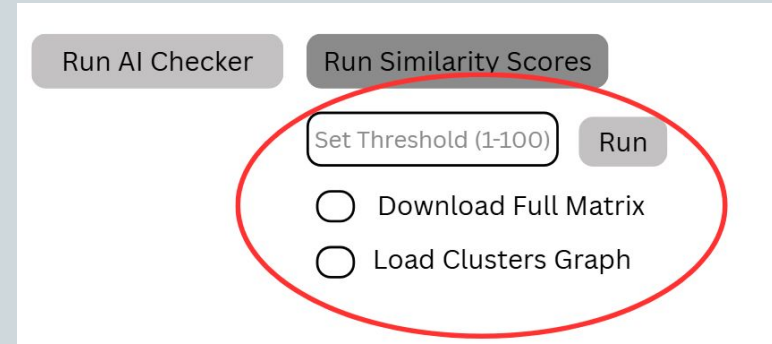 Run AI Checker
Run Similarity Scores
Set Threshold (1-100)
Run
Download Full Matrix
Load Clusters Graph